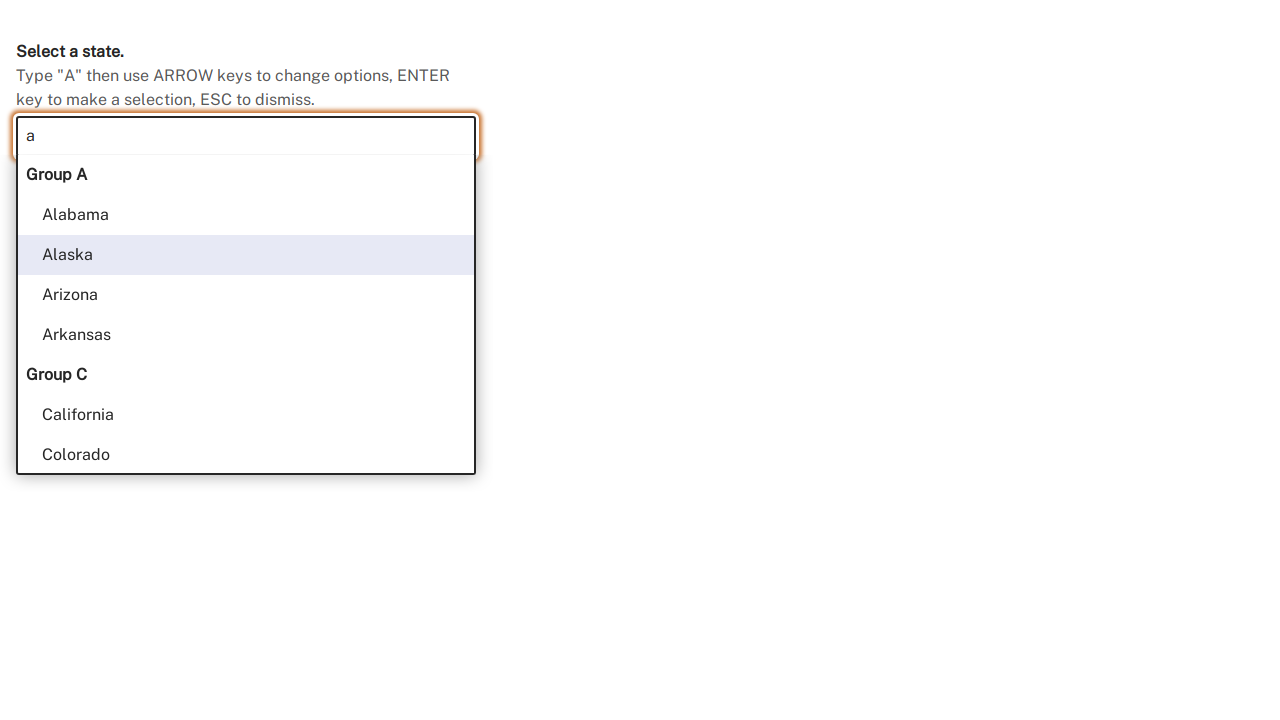 Select a state.
Type "A" then use ARROW keys to change options, ENTER
key to make a selection, ESC to dismiss.
a
Group A
Alabama
Alaska
Arizona
Arkansas
Group C
California
Colorado